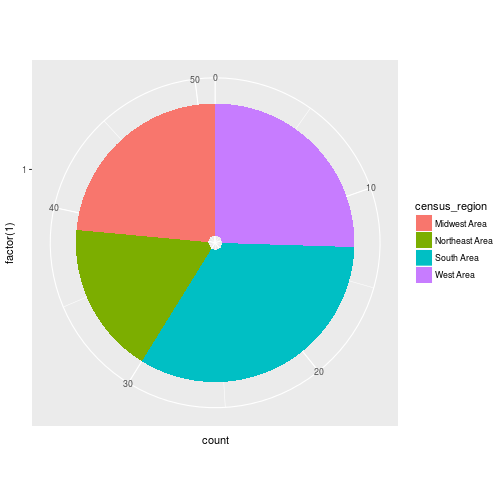 50
0
10
1
40
30
20
factor(1)
count
census_region
Midwest Area
Northeast Area
South Area
West Area